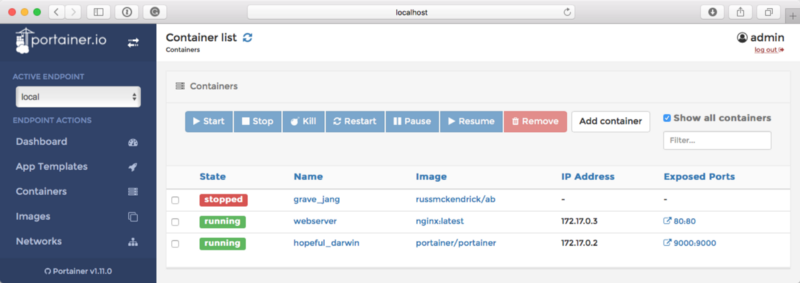 localhost
portainer.io
Container list
Containers
admin
log out
ACTIVE ENDPOINT
local
ENDPOINT ACTIONS
Dashboard
App Templates
Containers
Images
Networks
Portainer v1.11.0
Containers
Start Stop Kill Restart Pause Resume Remove Add container
Show all containers
Filter...
State Name Image IP Address Exposed Ports
stopped grave_jang russmckendrick/ab - -
running webserver nginx:latest 172.17.0.3 80:80
running hopeful_darwin portainer/portainer 172.17.0.2 9000:9000